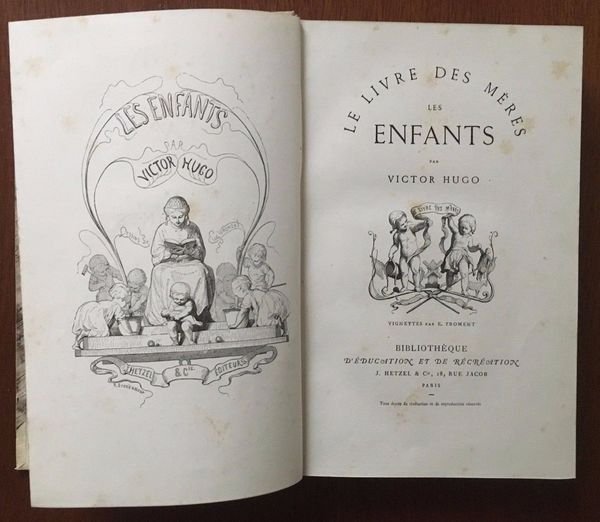 LES ENFANTS
PAR
VICTOR HUGO
HETZEL & Cie ÉDITEURS
LE LIVRE DES MÈRES
LES
ENFANTS
PAR
VICTOR HUGO
LE LIVRE DES MÈRES
VIGNETTES PAR E. FROMENT
BIBLIOTHÈQUE
D'ÉDUCATION ET DE RÉCRÉATION
J. HETZEL & Cie, 18, RUE JACOB
PARIS
Tous droits de traduction et de reproduction réservés